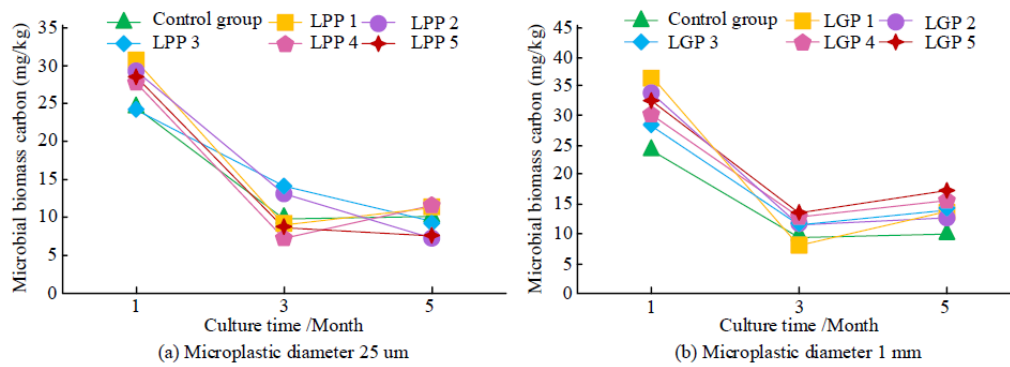 Control group LPP 1 LPP 2
LPP 3 LPP 4 LPP 5
Microbial biomass carbon (mg/kg)
35
30
25
20
15
10
5
0
1 3 5
Culture time /Month
(a) Microplastic diameter 25 um
Control group LGP 1 LGP 2
LGP 3 LGP 4 LGP 5
Microbial biomass carbon (mg/kg)
45
40
35
30
25
20
15
10
5
0
1 3 5
Culture time /Month
(b) Microplastic diameter 1 mm